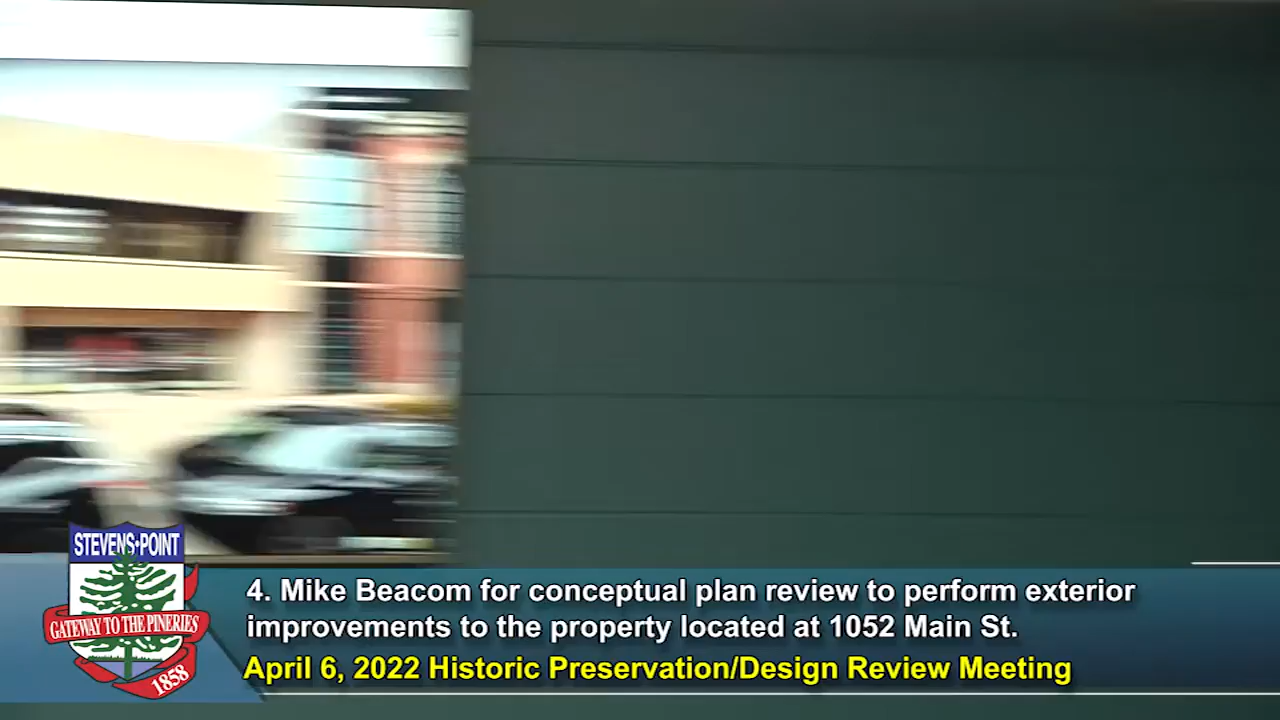 STEVENS•POINT
GATEWAY TO THE PINERIES
1858
4. Mike Beacom for conceptual plan review to perform exterior
improvements to the property located at 1052 Main St.
April 6, 2022 Historic Preservation/Design Review Meeting